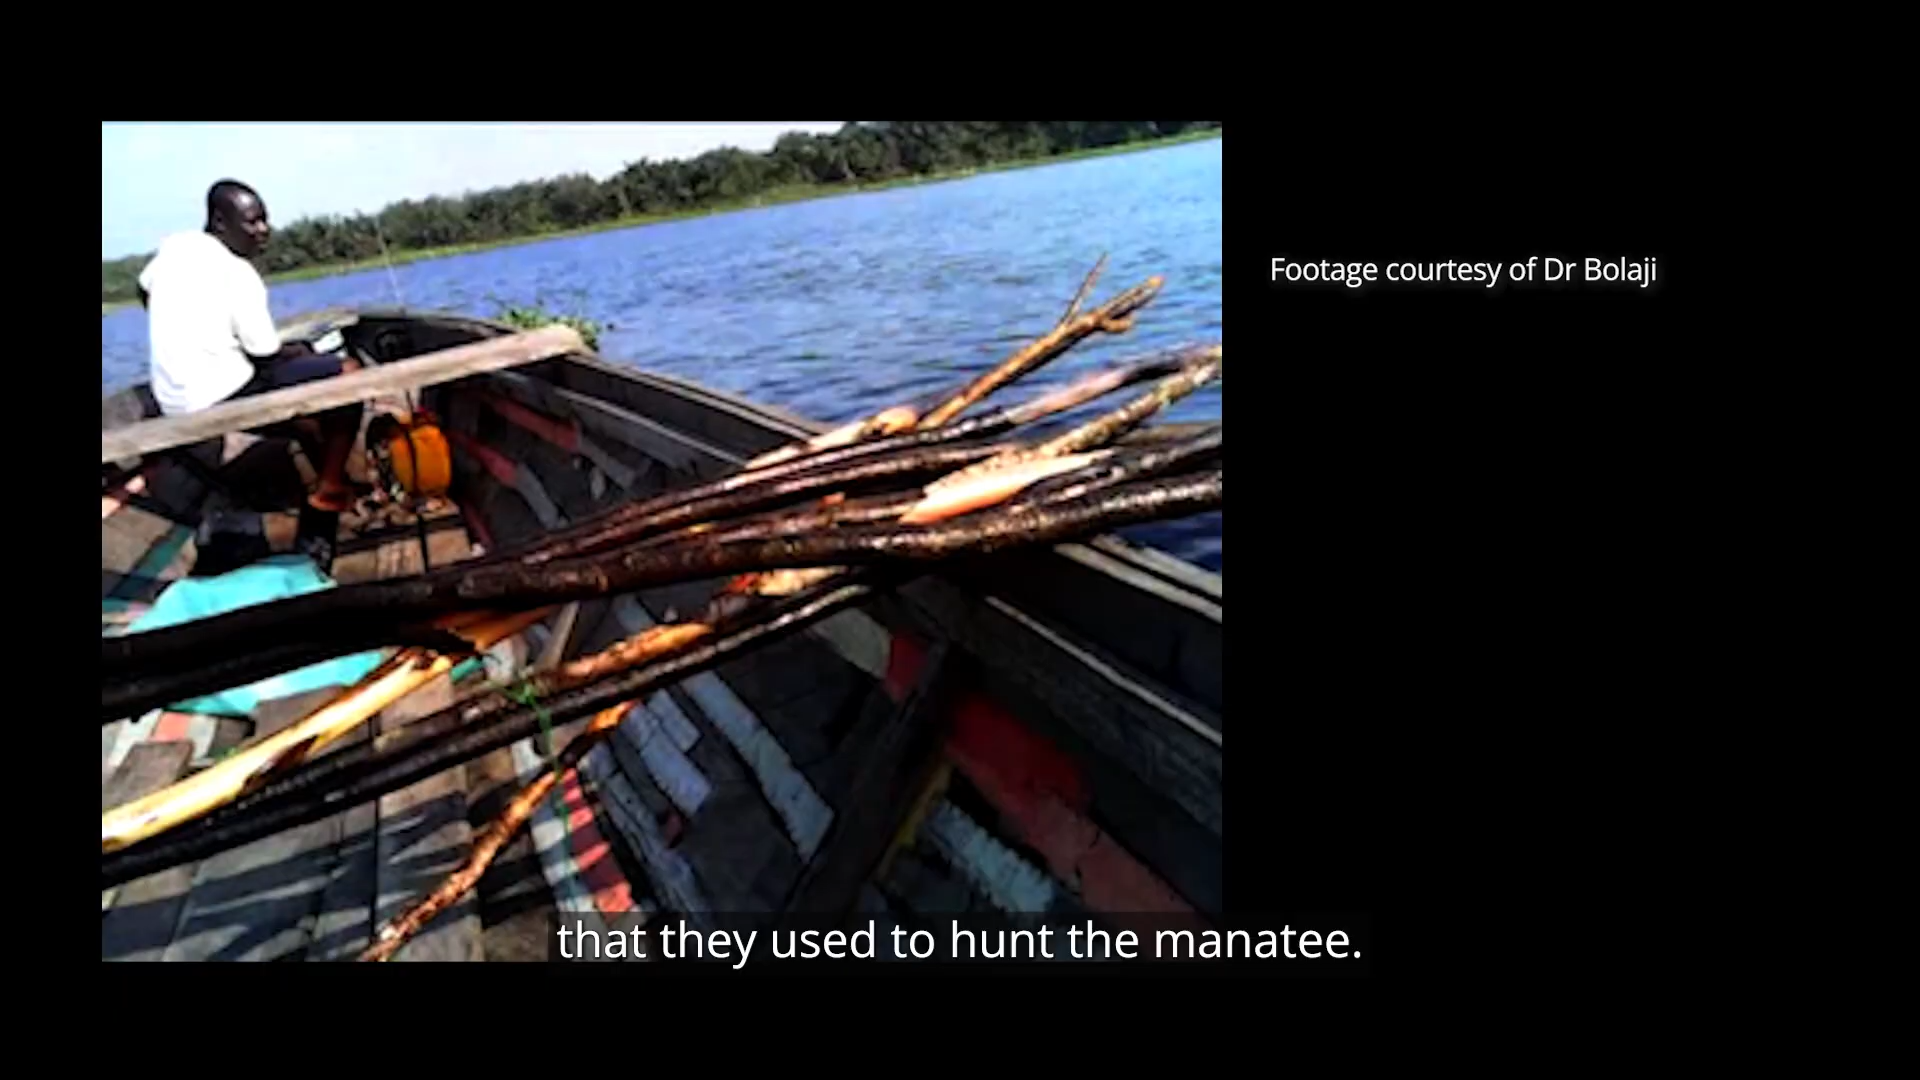 Footage courtesy of Dr Bolaji
that they used to hunt the manatee.